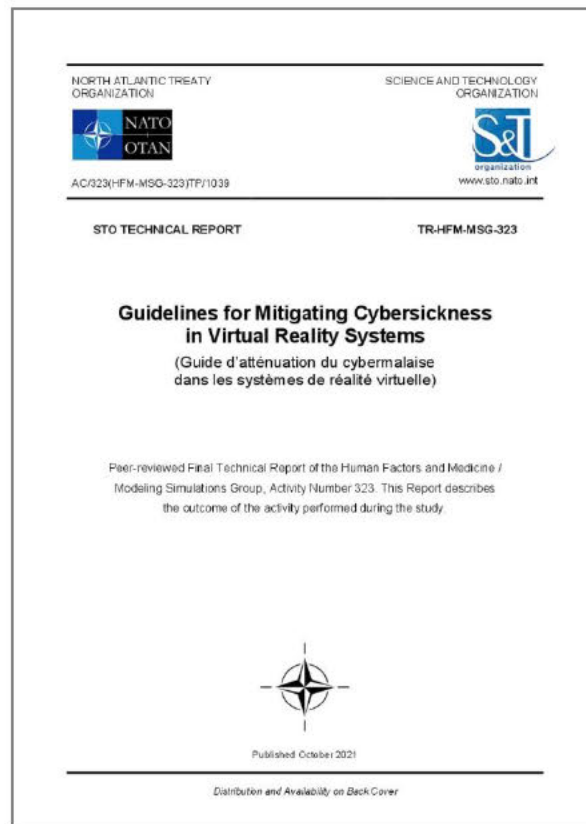 NORTH ATLANTIC TREATY
ORGANIZATION
SCIENCE AND TECHNOLOGY
ORGANIZATION
NATO
OTAN
S&T
organization
AC/323(HFM-MSG-323)TP/1039
www.sto.nato.int
STO TECHNICAL REPORT
TR-HFM-MSG-323
Guidelines for Mitigating Cybersickness
in Virtual Reality Systems
(Guide d'atténuation du cybermalaise
dans les systèmes de réalité virtuelle)
Peer-reviewed Final Technical Report of the Human Factors and Medicine /
Modeling Simulations Group, Activity Number 323. This Report describes
the outcome of the activity performed during the study.
Published October 2021
Distribution and Availability on Back Cover